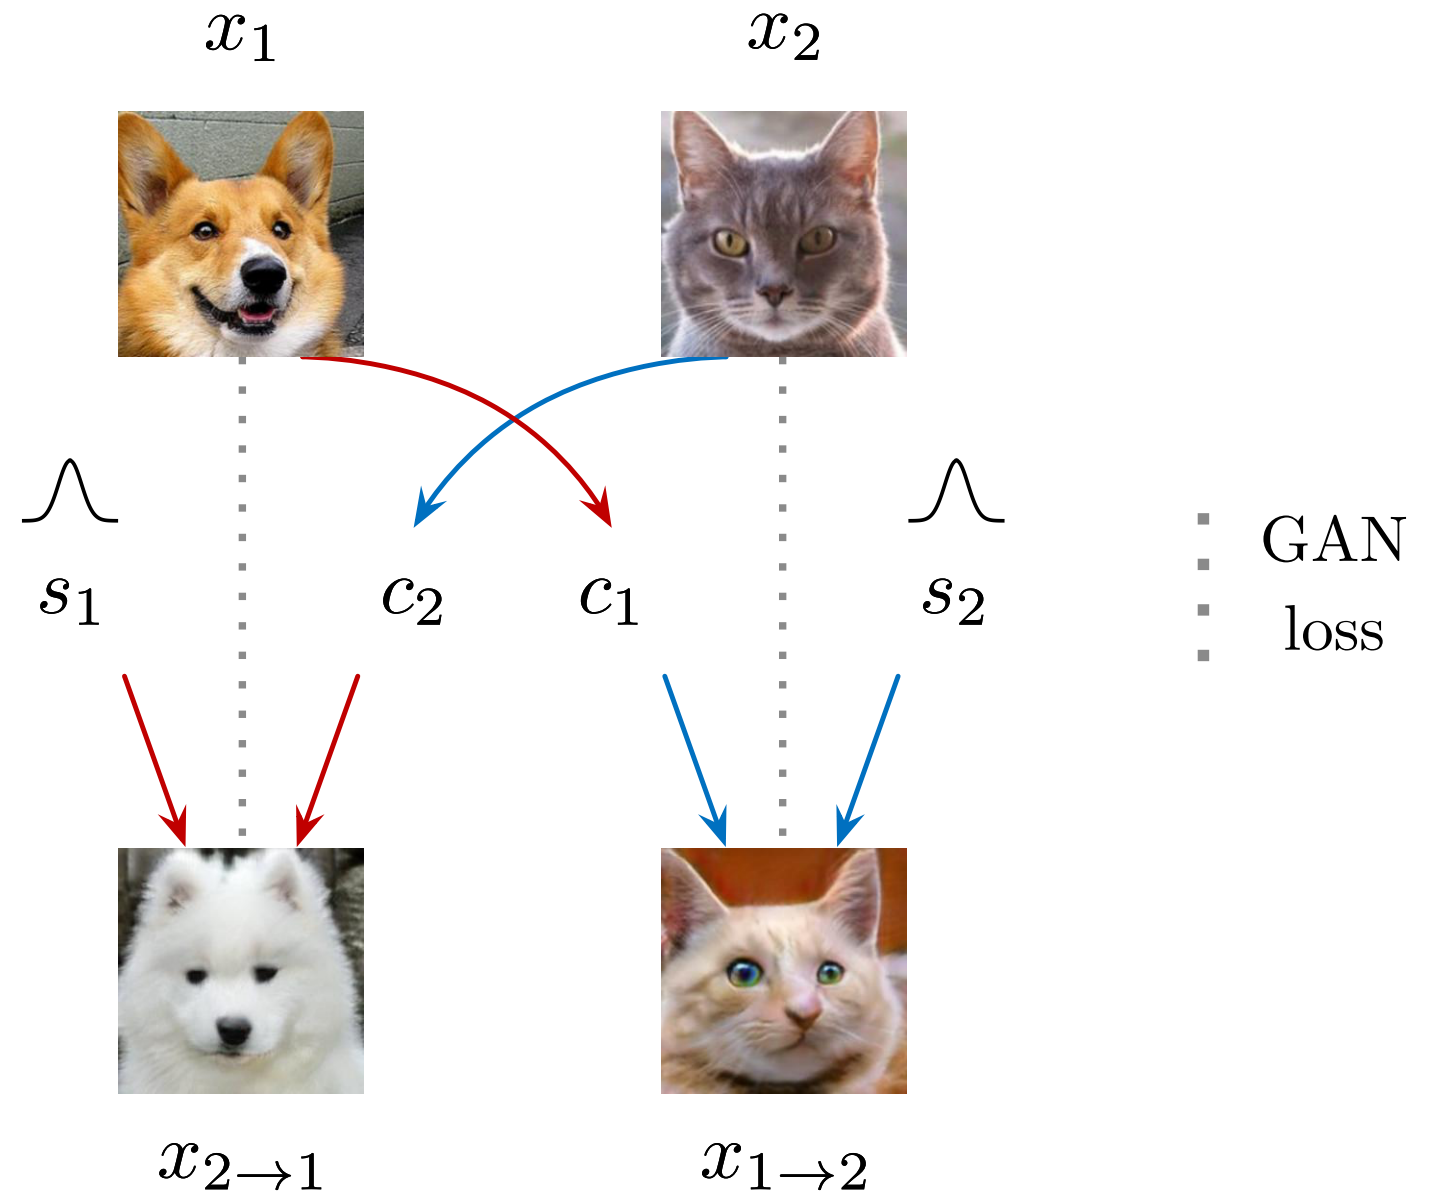 x₁ x₂
s₁ c₂ c₁ s₂
GAN
loss
x₂→₁ x₁→₂